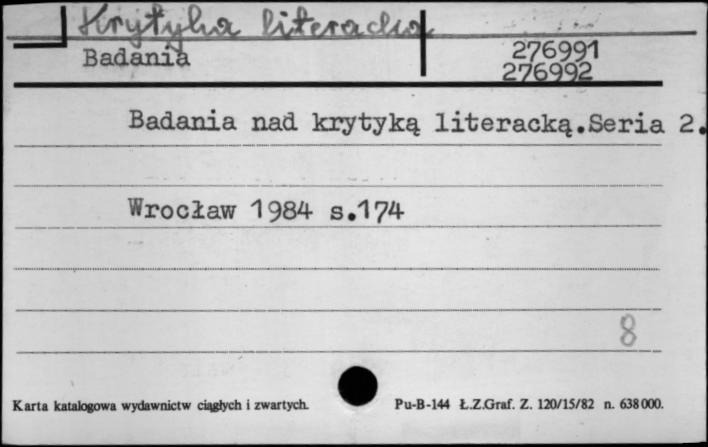 Krytyka literacka
Badania
276991
276992
Badania nad krytyką literacką.Seria 2.
Wrocław 1984 s.174
8
Karta katalogowa wydawnictw ciągłych i zwartych.
Pu-B-144 Ł.Z.Graf. Z. 120/15/82 n. 638000.